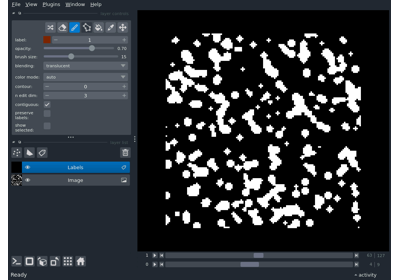 File View Plugins Window Help
label: 1
opacity: 0.70
brush size: 10
blending: translucent
color mode: auto
contour: 0
n edit dim: 3
contiguous:
preserve
labels:
show
selected:
Labels
Image
Ready
activity